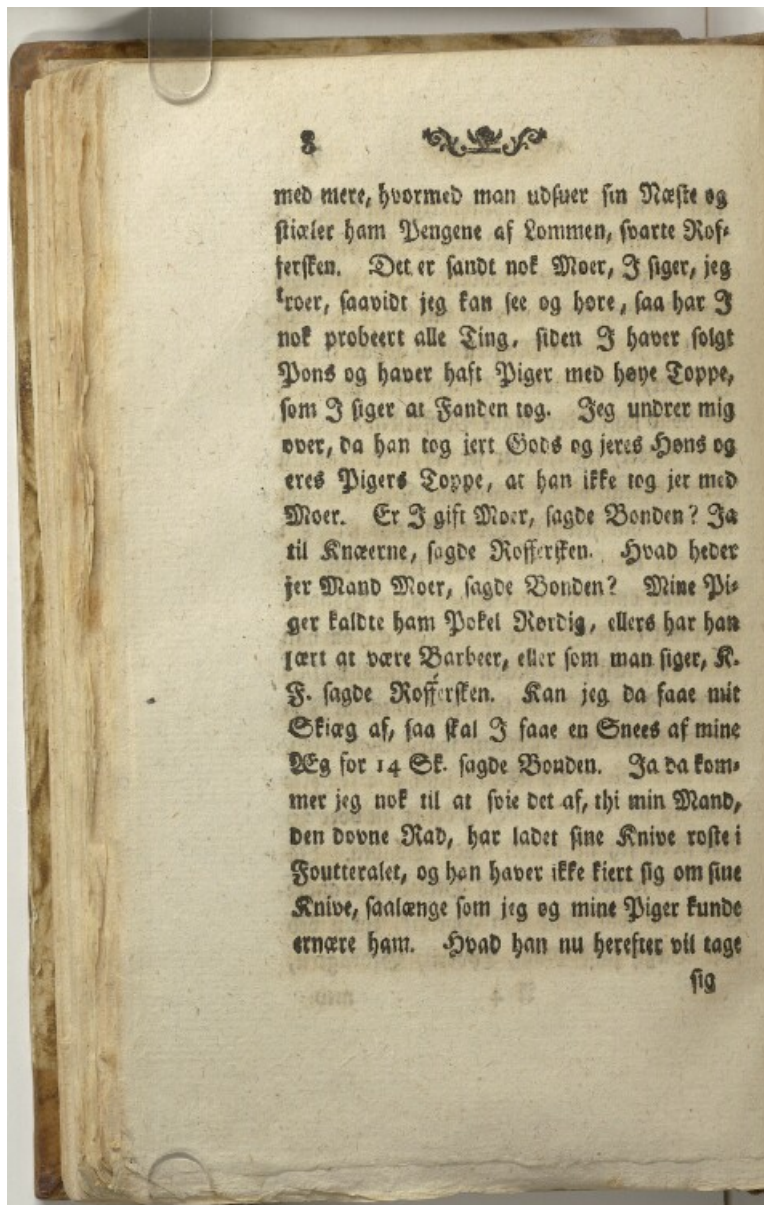 8
med mere, hvormed man udsuer sin Næste og
stiæler ham Pengene af Lommen, svarte Rof-
fersken. Det er sandt nok Moer, I siger, jeg
troer, saavidt jeg kan see og høre, saa har I
nok probeert alle Ting, siden I haver solgt
Pons og haver haft Piger med høye Toppe,
som I siger at Fanden tog. Jeg undrer mig
over, da han tog jert Gods og jeres Høns og
eres Pigers Toppe, at han ikke tog jer med
Moer. Er I gift Moer, sagde Bonden? Ja
til Knæerne, sagde Roffersken. Hvad heder
jer Mand Moer, sagde Bonden? Mine Pi-
ger kaldte ham Pokel Rørdig, ellers har han
lært at være Barbeer, eller som man siger, K.
F. sagde Roffersken. Kan jeg da faae mit
Skiæg af, saa skal I faae en Snees af mine
Æg for 14 Sk. sagde Bonden. Ja da kom-
mer jeg nok til at svie det af, thi min Mand,
den dovne Rad, har ladet sine Knive roste i
Foutteralet, og han haver ikke kiert sig om sine
Knive, saalænge som jeg og mine Piger kunde
ernære ham. Hvad han nu herefter vil tage
sig